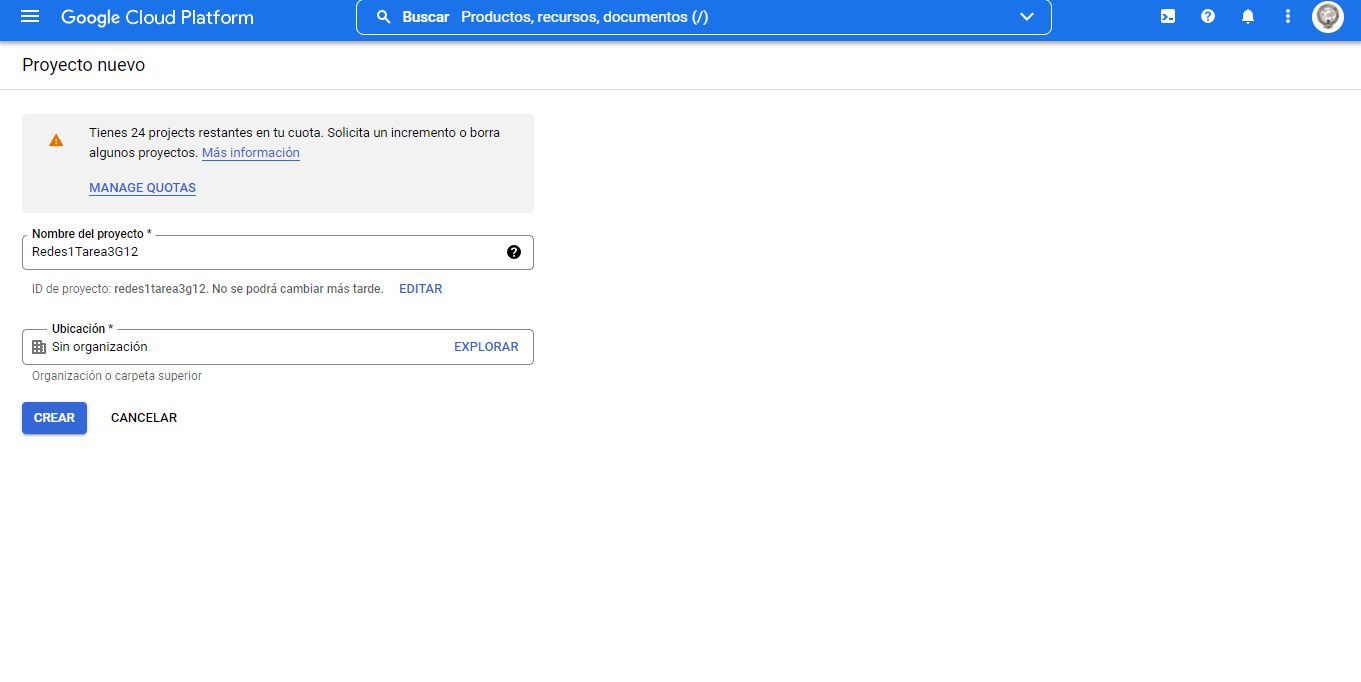 Google Cloud Platform
Buscar Productos, recursos, documentos (/)
Proyecto nuevo
Tienes 24 projects restantes en tu cuota. Solicita un incremento o borra
algunos proyectos. Más información
MANAGE QUOTAS
Nombre del proyecto *
Redes1Tarea3G12
ID de proyecto: redes1tarea3g12. No se podrá cambiar más tarde. EDITAR
Ubicación *
Sin organización EXPLORAR
Organización o carpeta superior
CREAR CANCELAR